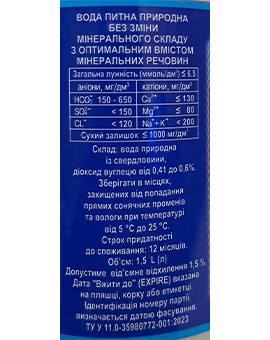 ВОДА ПИТНА ПРИРОДНА
БЕЗ ЗМІНИ
МІНЕРАЛЬНОГО СКЛАДУ
З ОПТИМАЛЬНИМ ВМІСТОМ
МІНЕРАЛЬНИХ РЕЧОВИН
Загальна лужність (ммоль/дм³) ≤ 6,5
аніони, мг/дм³ катіони, мг/дм³
HCO₃⁻ 150 - 650 Ca²⁺ ≤ 130
SO₄²⁻ < 150 Mg²⁺ ≤ 80
CL⁻ < 120 Na⁺+K⁺ < 200
Сухий залишок ≤ 1000 мг/дм³
Склад: вода природна
із свердловини,
діоксид вуглецю від 0,41 до 0,6%.
Зберігати в місцях,
захищених від попадання
прямих сонячних променів
та вологи при температурі
від 5 °С до 25 °С.
Строк придатності
до споживання: 12 місяців.
Об'єм: 1,5 L (л)
Допустиме від'ємне відхилення 1,5 %
Дата "Вжити до" (EXPIRE) вказана
на пляшці, корку або етикетці.
Ідентифікація номеру партії
визначається датою фасування.
ТУ У 11.0-35980772-001:2023